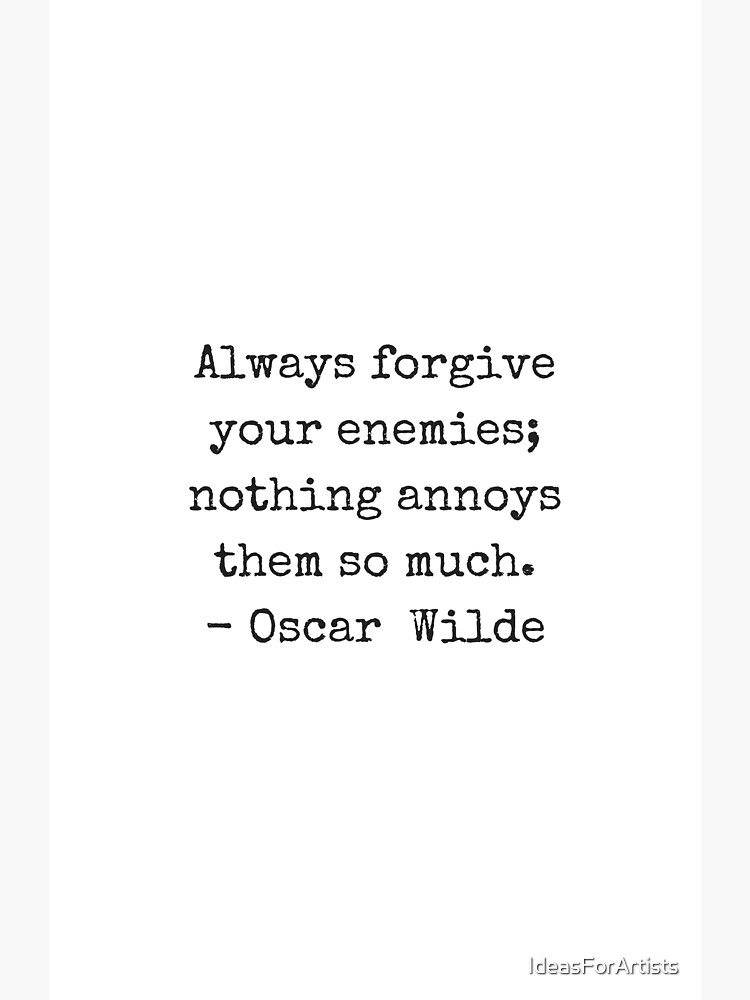 Always forgive
your enemies;
nothing annoys
them so much.
- Oscar Wilde
IdeasForArtists